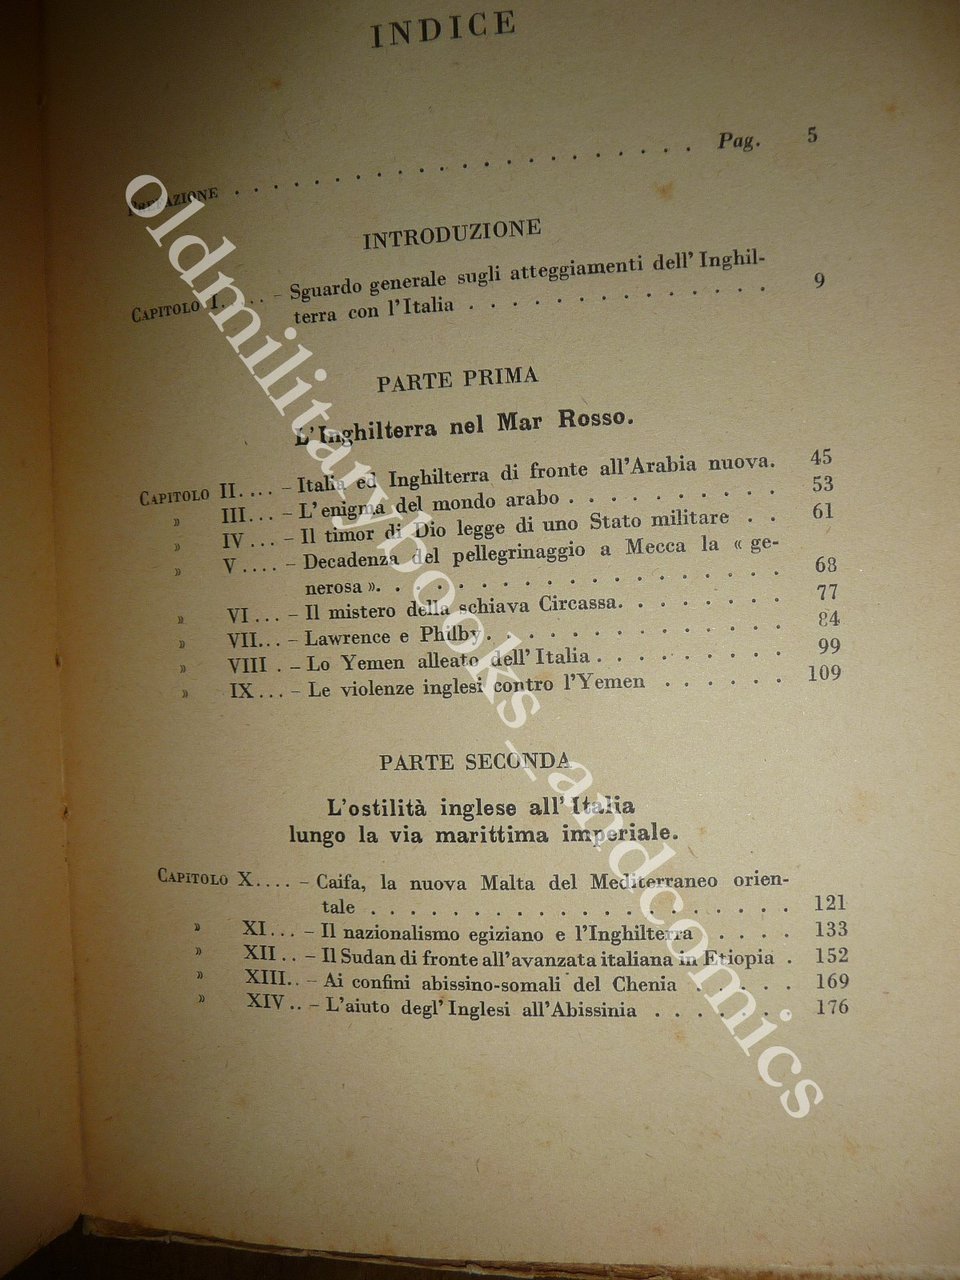 INDICE
PREFAZIONE . . . . . . . . . . . . . . . . . . Pag. 5
INTRODUZIONE
CAPITOLO I. . . . – Sguardo generale sugli atteggiamenti dell'Inghil-
terra con l'Italia . . . . . . . . . . . . . 9
PARTE PRIMA
L'Inghilterra nel Mar Rosso.
CAPITOLO II. . . . – Italia ed Inghilterra di fronte all'Arabia nuova. 45
» III. . . – L'enigma del mondo arabo . . . . . . . . . . 53
» IV . . . – Il timor di Dio legge di uno Stato militare . . 61
» V . . . . – Decadenza del pellegrinaggio a Mecca la « ge-
nerosa ». . . . . . . . . . . . . . . . . 68
» VI . . . – Il mistero della schiava Circassa. . . . . . . 77
» VII. . . – Lawrence e Philby. . . . . . . . . . . . . 84
» VIII . – Lo Yemen alleato dell'Italia . . . . . . . . 99
» IX . . . – Le violenze inglesi contro l'Yemen . . . . . . 109
PARTE SECONDA
L'ostilità inglese all'Italia
lungo la via marittima imperiale.
CAPITOLO X. . . . – Caifa, la nuova Malta del Mediterraneo orien-
tale . . . . . . . . . . . . . . . . . 121
» XI. . . – Il nazionalismo egiziano e l'Inghilterra . . . . 133
» XII . . – Il Sudan di fronte all'avanzata italiana in Etiopia . 152
» XIII. . – Ai confini abissino-somali del Chenia . . . . . 169
» XIV . . – L'aiuto degl'Inglesi all'Abissinia . . . . . . 176
oldmilitarybooks_andcomics